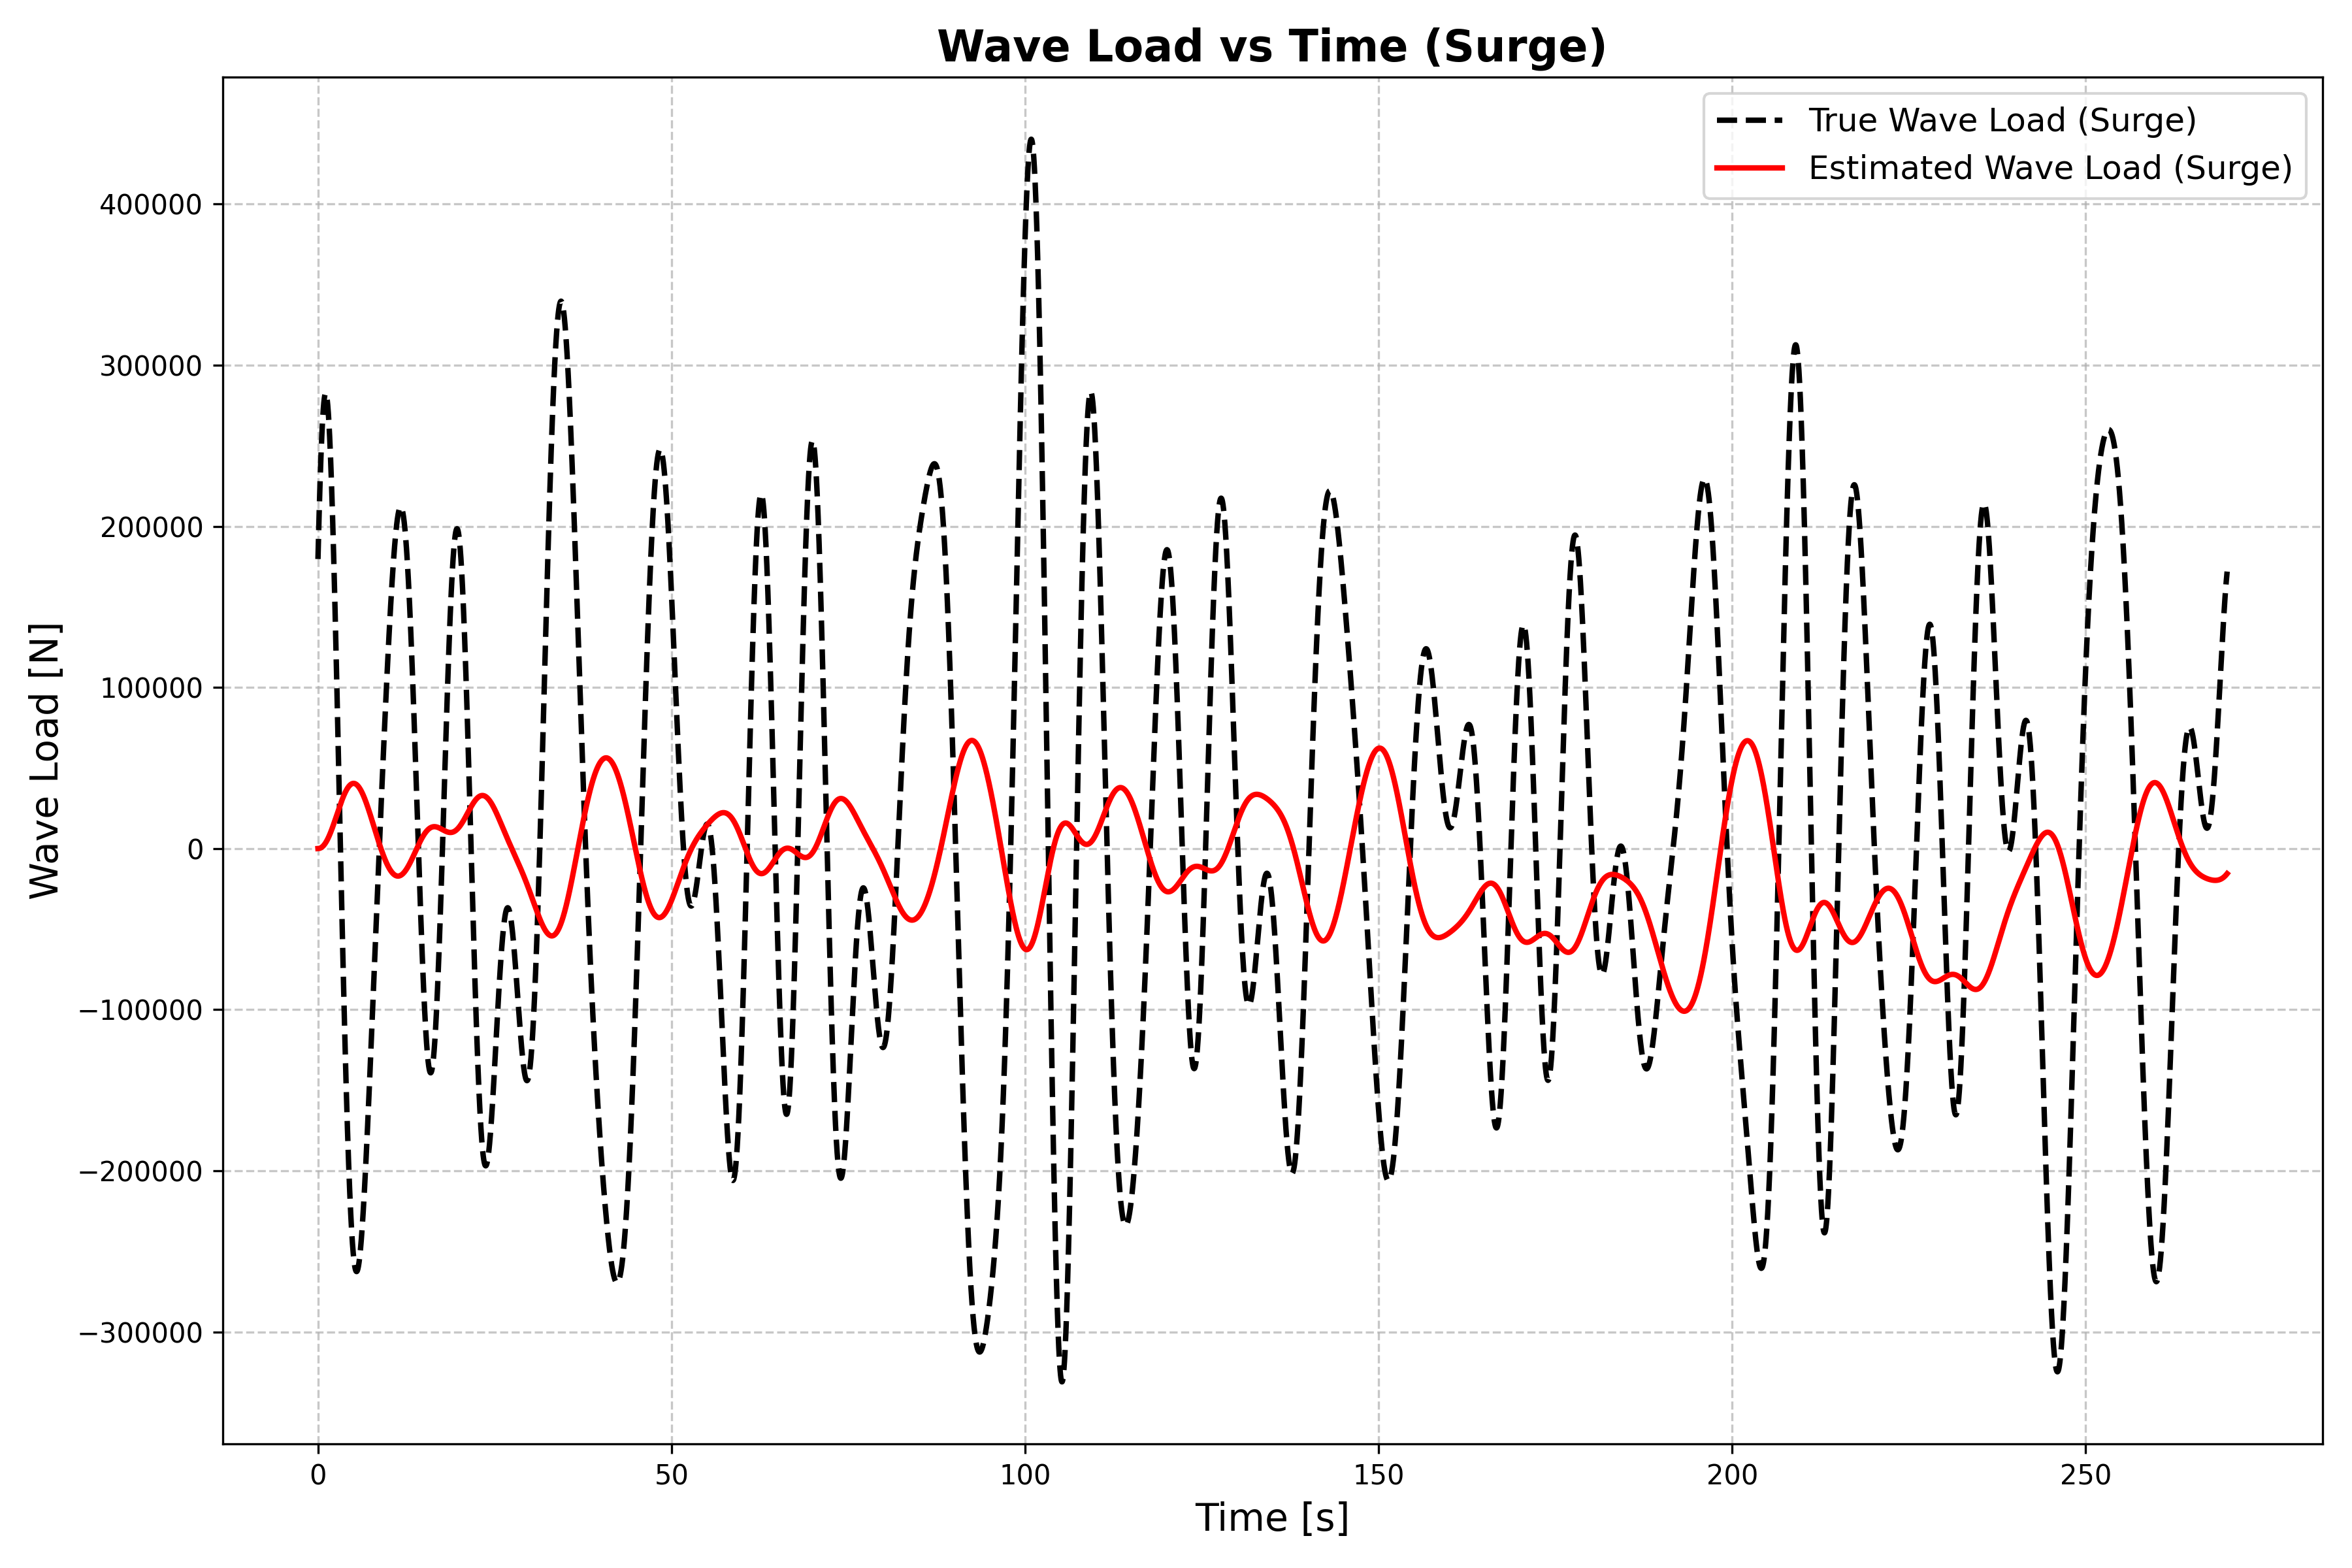 Wave Load vs Time (Surge)
True Wave Load (Surge)
Estimated Wave Load (Surge)
Wave Load [N]
400000
300000
200000
100000
0
−100000
−200000
−300000
0 50 100 150 200 250
Time [s]